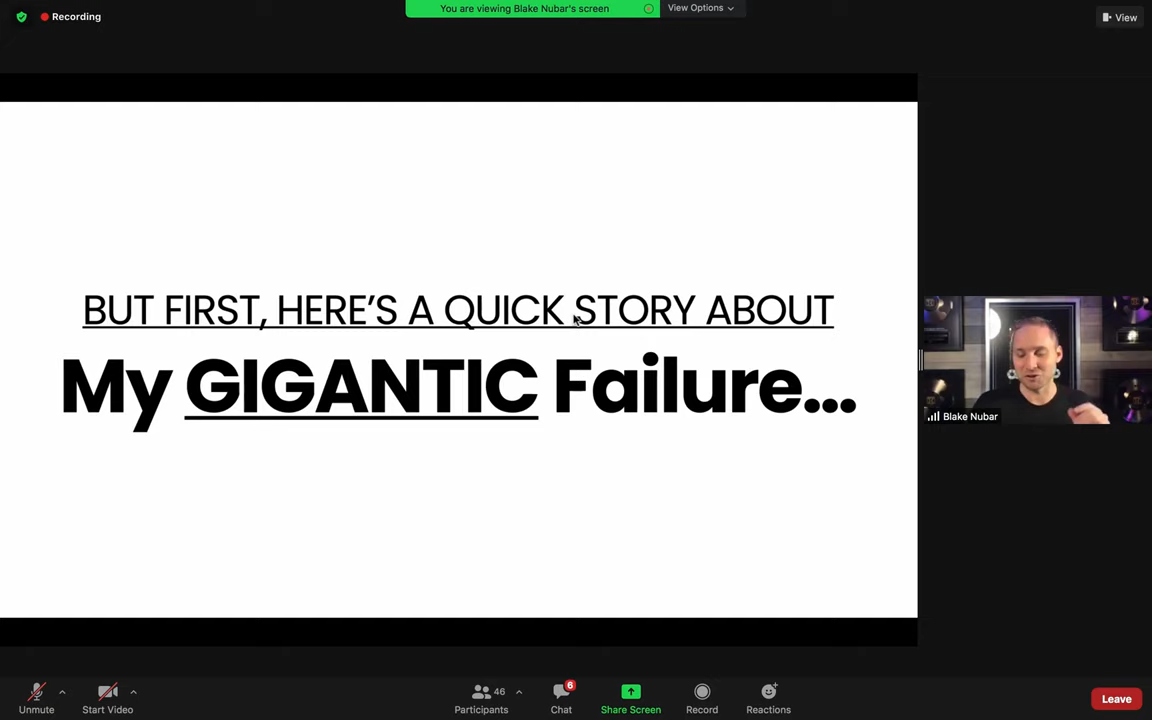 Recording
You are viewing Blake Nubar's screen
View Options
View
BUT FIRST, HERE'S A QUICK STORY ABOUT
My GIGANTIC Failure...
Blake Nubar
Unmute
Start Video
46
Participants
6
Chat
Share Screen
Record
Reactions
Leave